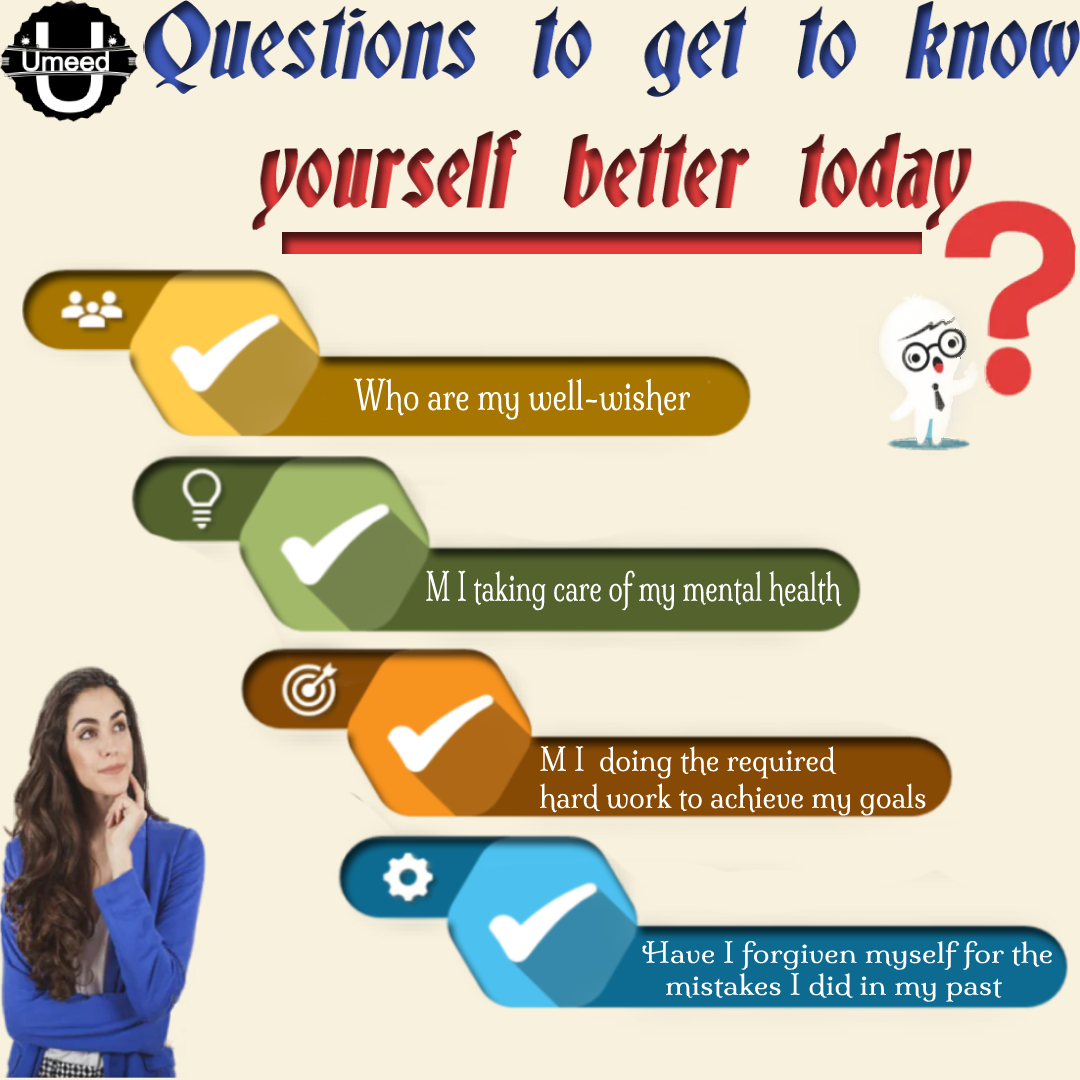 Umeed
Questions to get to know
yourself better today
Who are my well-wisher
M I taking care of my mental health
M I doing the required
hard work to achieve my goals
Have I forgiven myself for the
mistakes I did in my past